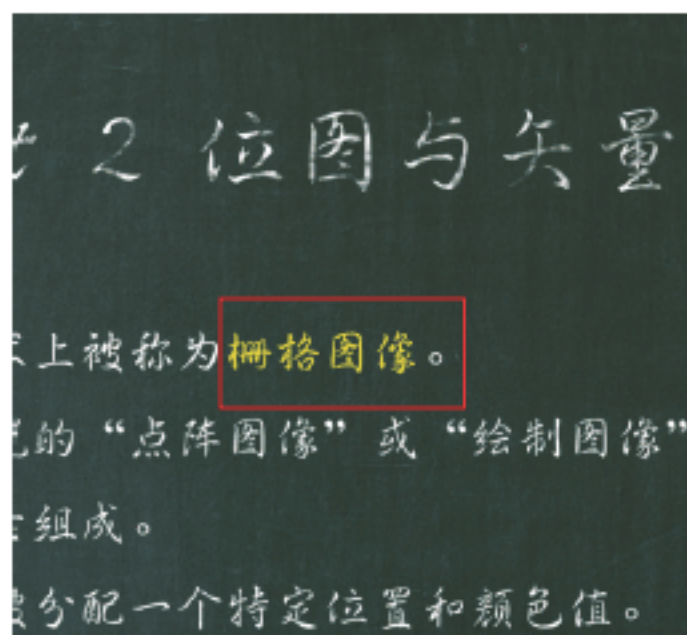 2 位图与矢量
上被称为栅格图像。
的“点阵图像”或“绘制图像”
组成。
分配一个特定位置和颜色值。